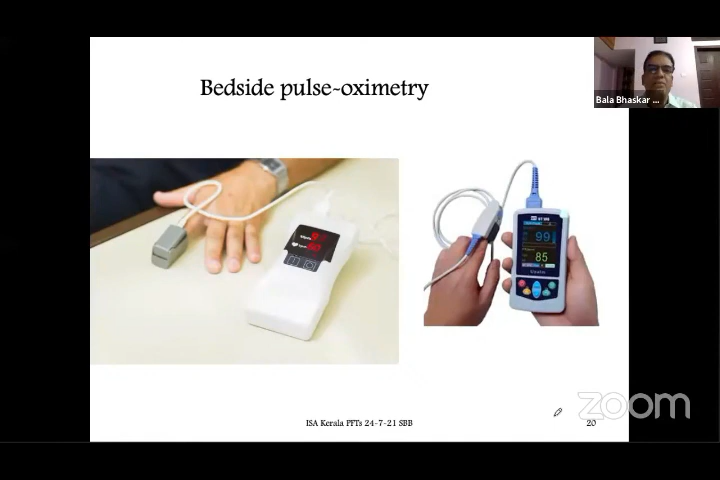 Bedside pulse-oximetry
Bala Bhaskar ...
99
85
ISA Kerala PFTs 24-7-21 SBB
20
zoom